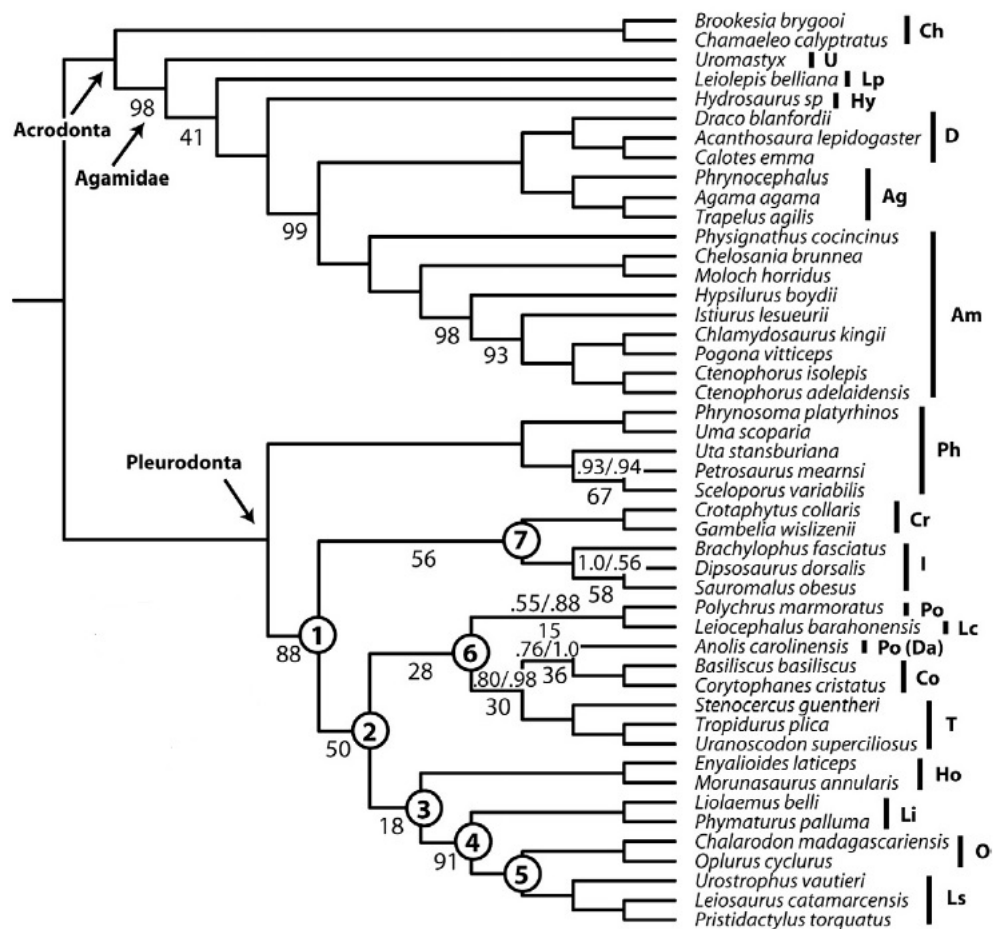 Brookesia brygooi
Chamaeleo calyptratus
Ch
Uromastyx
U
Leiolepis belliana
Lp
98
Hydrosaurus sp
Hy
Acrodonta
41
Draco blanfordii
Acanthosaura lepidogaster
D
Calotes emma
Agamidae
Phrynocephalus
Agama agama
Ag
Trapelus agilis
99
Physignathus cocincinus
Chelosania brunnea
Moloch horridus
Hypsilurus boydii
Am
Istiurus lesueurii
98
Chlamydosaurus kingii
93
Pogona vitticeps
Ctenophorus isolepis
Ctenophorus adelaidensis
Phrynosoma platyrhinos
Uma scoparia
Uta stansburiana
Ph
Pleurodonta
.93/.94
Petrosaurus mearnsi
67
Sceloporus variabilis
Crotaphytus collaris
Cr
Gambelia wislizenii
7
56
Brachylophus fasciatus
1.0/.56
Dipsosaurus dorsalis
I
58
Sauromalus obesus
.55/.88
Polychrus marmoratus
Po
15
Leiocephalus barahonensis
Lc
1
88
6
.76/1.0
Anolis carolinensis
Po (Da)
28
.80/.98
36
Basiliscus basiliscus
Co
Corytophanes cristatus
30
Stenocercus guentheri
2
Tropidurus plica
T
50
Uranoscodon superciliosus
Enyalioides laticeps
Ho
Morunasaurus annularis
3
18
Liolaemus belli
Li
Phymaturus palluma
4
91
Chalarodon madagascariensis
O
Oplurus cyclurus
5
Urostrophus vautieri
Leiosaurus catamarcensis
Ls
Pristidactylus torquatus